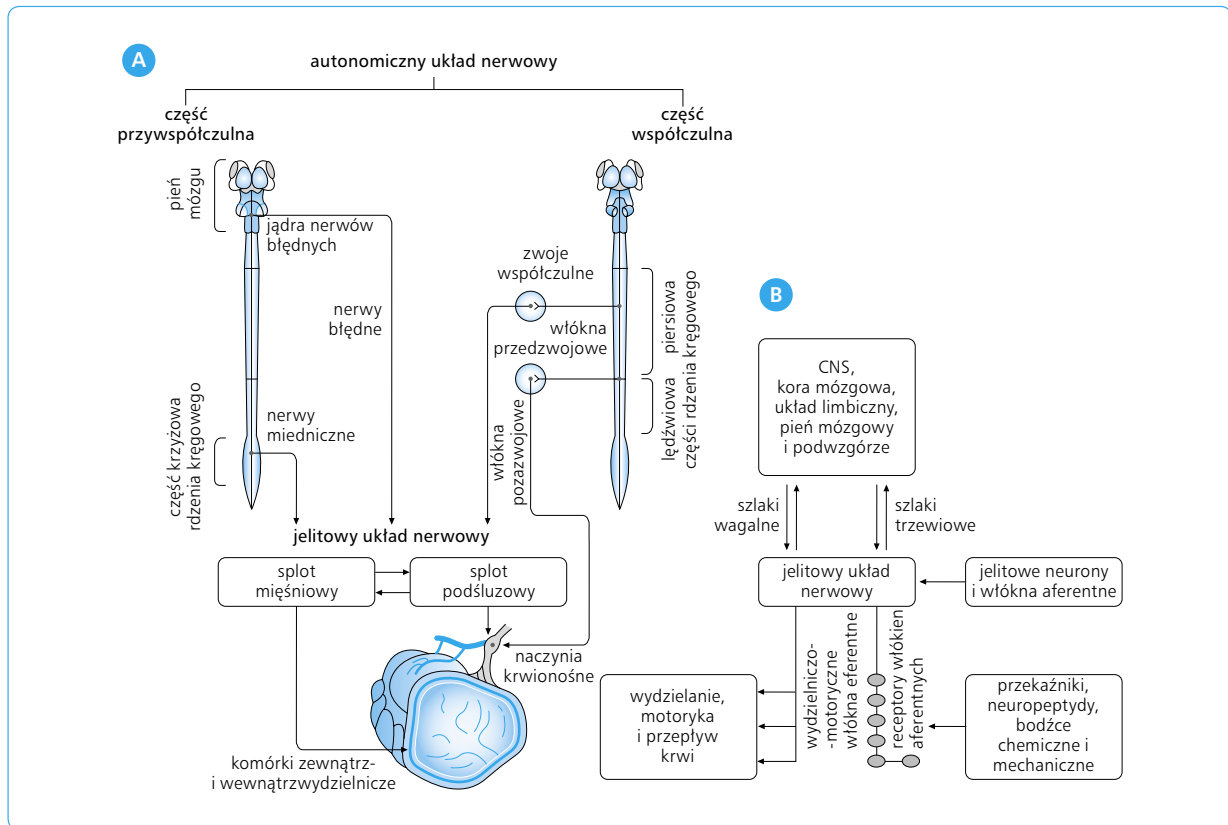 A
autonomiczny układ nerwowy
część
przywspółczulna
część
współczulna
pień
mózgu
jądra nerwów
błędnych
nerwy
błędne
nerwy
miedniczne
część krzyżowa
rdzenia kręgowego
zwoje
współczulne
włókna
przedzwojowe
włókna
pozazwojowe
piersiowa
lędźwiowa
części rdzenia kręgowego
jelitowy układ nerwowy
splot
mięśniowy
splot
podśluzowy
naczynia
krwionośne
komórki zewnątrz-
i wewnątrzwydzielnicze
B
CNS,
kora mózgowa,
układ limbiczny,
pień mózgowy
i podwzgórze
szlaki
wagalne
szlaki
trzewiowe
jelitowy układ
nerwowy
jelitowe neurony
i włókna aferentne
wydzielniczo-
-motoryczne
włókna eferentne
receptory włókien
aferentnych
wydzielanie,
motoryka
i przepływ
krwi
przekaźniki,
neuropeptydy,
bodźce
chemiczne i
mechaniczne